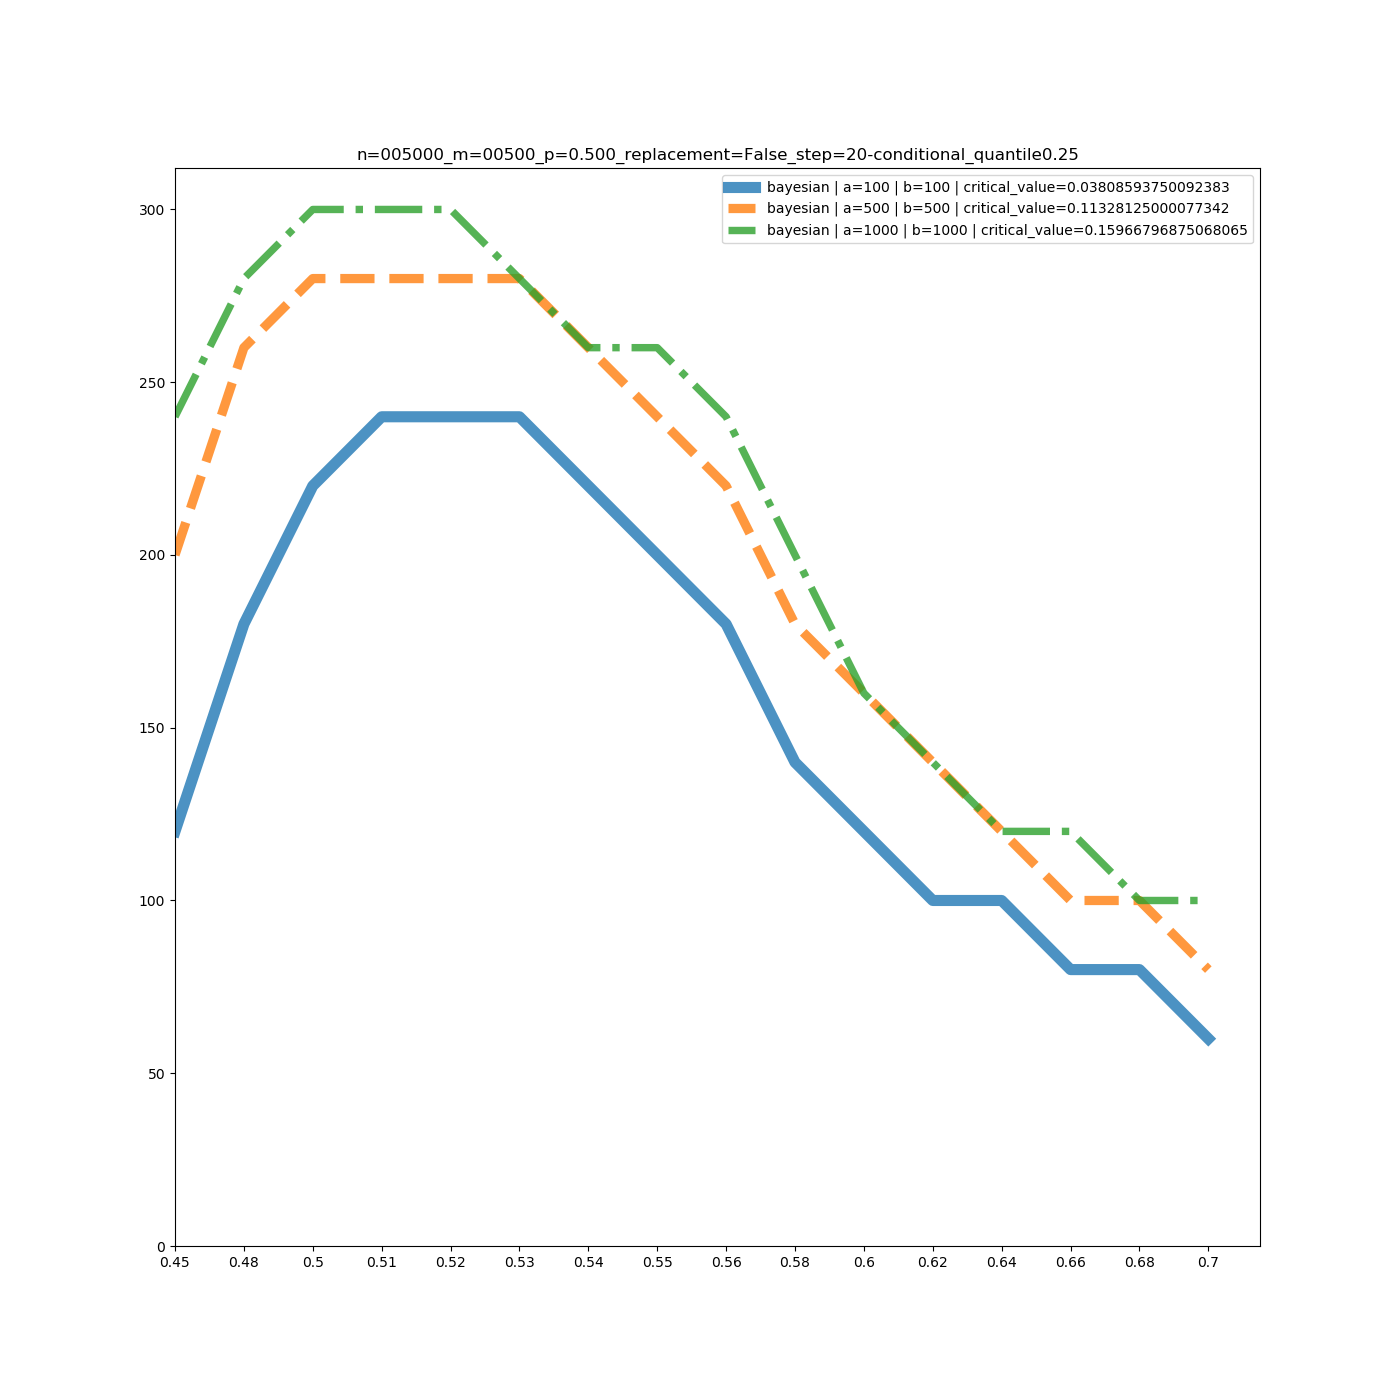 n=005000_m=00500_p=0.500_replacement=False_step=20-conditional_quantile0.25
bayesian | a=100 | b=100 | critical_value=0.03808593750092383
bayesian | a=500 | b=500 | critical_value=0.11328125000077342
bayesian | a=1000 | b=1000 | critical_value=0.15966796875068065
300
250
200
150
100
50
0
0.45 0.48 0.5 0.51 0.52 0.53 0.54 0.55 0.56 0.58 0.6 0.62 0.64 0.66 0.68 0.7